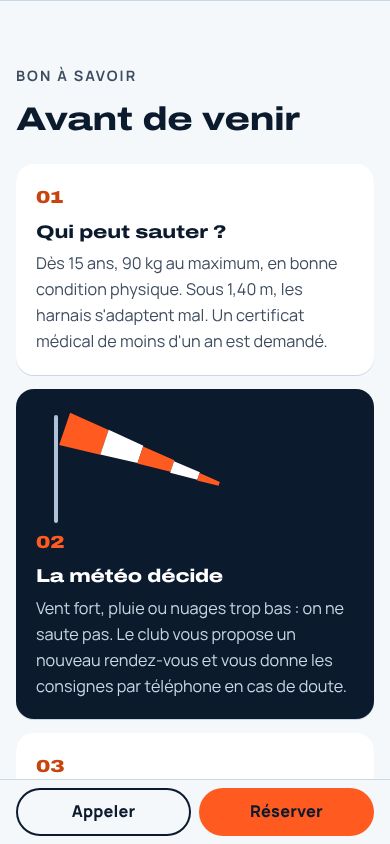 BON À SAVOIR
Avant de venir
01
Qui peut sauter ?
Dès 15 ans, 90 kg au maximum, en bonne
condition physique. Sous 1,40 m, les
harnais s'adaptent mal. Un certificat
médical de moins d'un an est demandé.
02
La météo décide
Vent fort, pluie ou nuages trop bas : on ne
saute pas. Le club vous propose un
nouveau rendez-vous et vous donne les
consignes par téléphone en cas de doute.
03
Appeler
Réserver